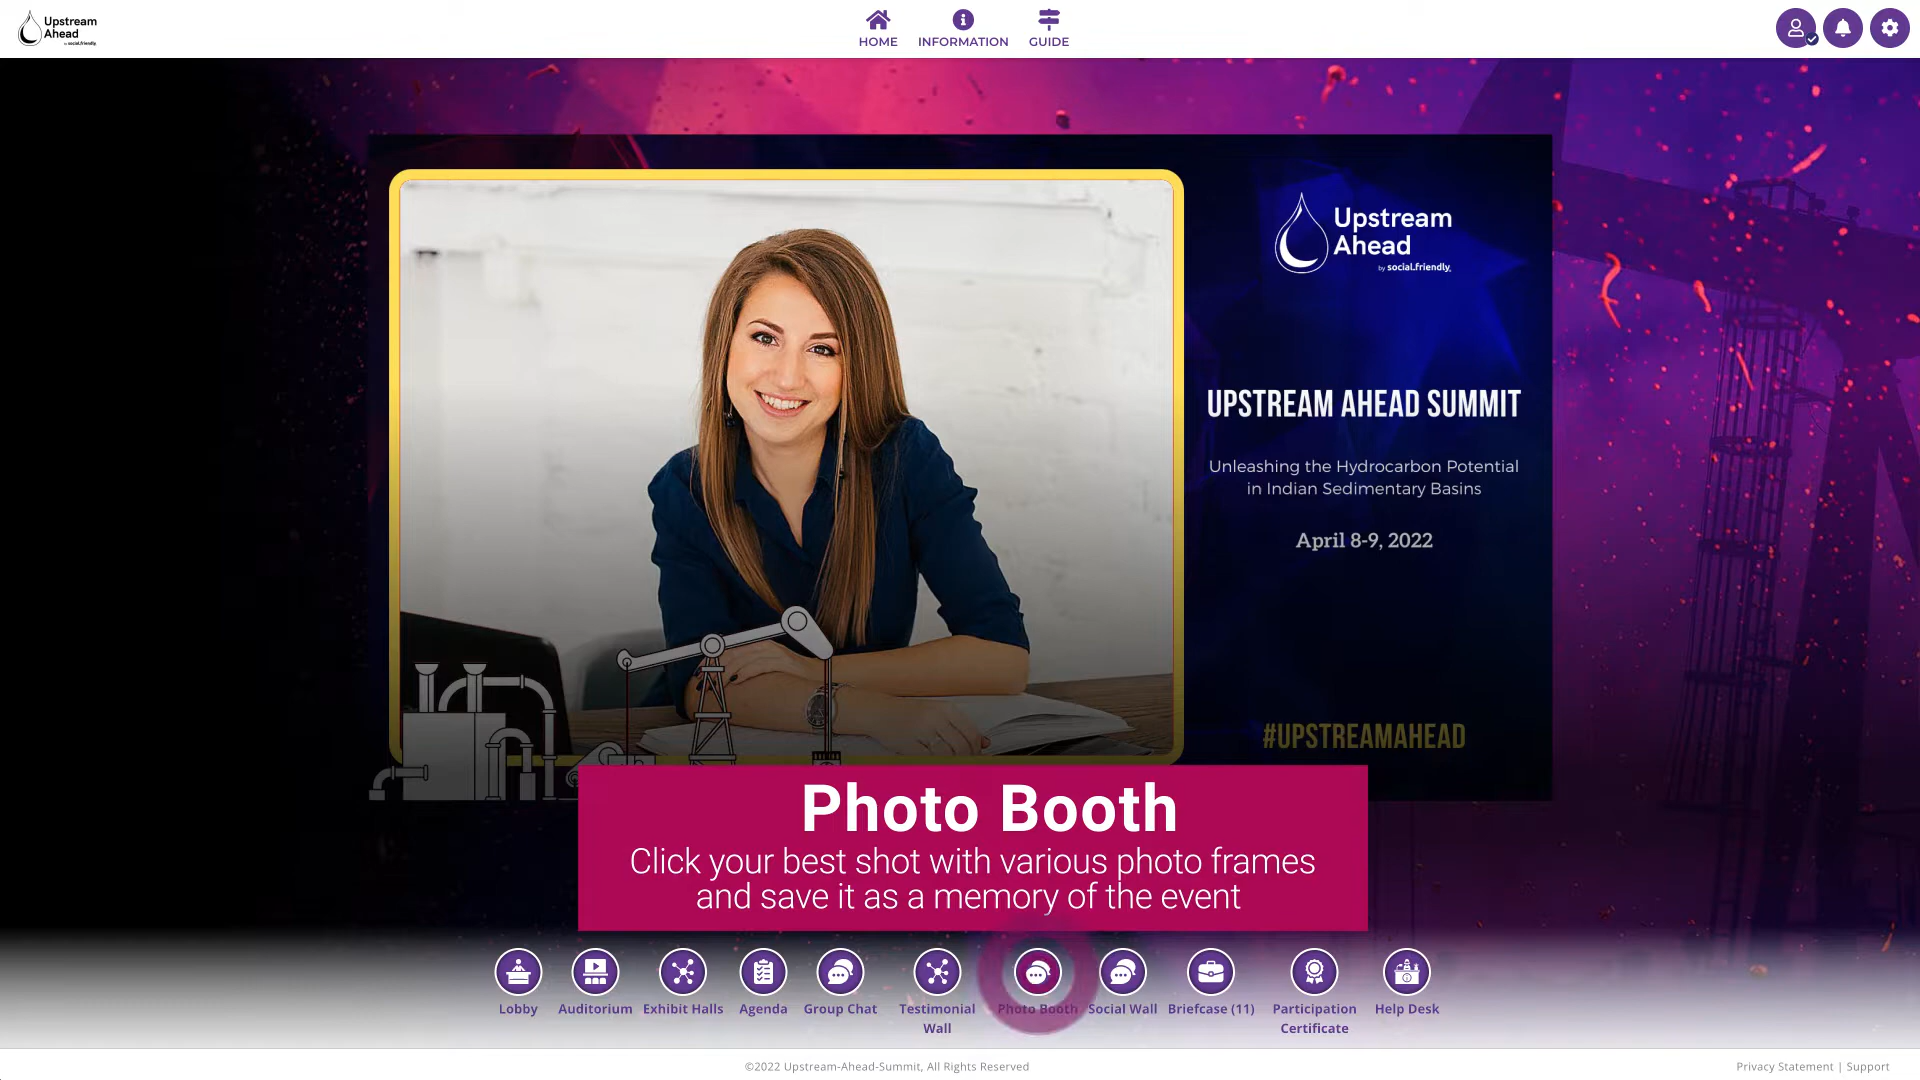 Upstream
Ahead
by social.friendly.
HOME
INFORMATION
GUIDE
Upstream
Ahead
by social.friendly.
UPSTREAM AHEAD SUMMIT
Unleashing the Hydrocarbon Potential
in Indian Sedimentary Basins
April 8-9, 2022
#UPSTREAMAHEAD
Photo Booth
Click your best shot with various photo frames
and save it as a memory of the event
Lobby
Auditorium
Exhibit Halls
Agenda
Group Chat
Testimonial
Wall
Photo Booth
Social Wall
Briefcase (11)
Participation
Certificate
Help Desk
©2022 Upstream-Ahead-Summit, All Rights Reserved
Privacy Statement | Support